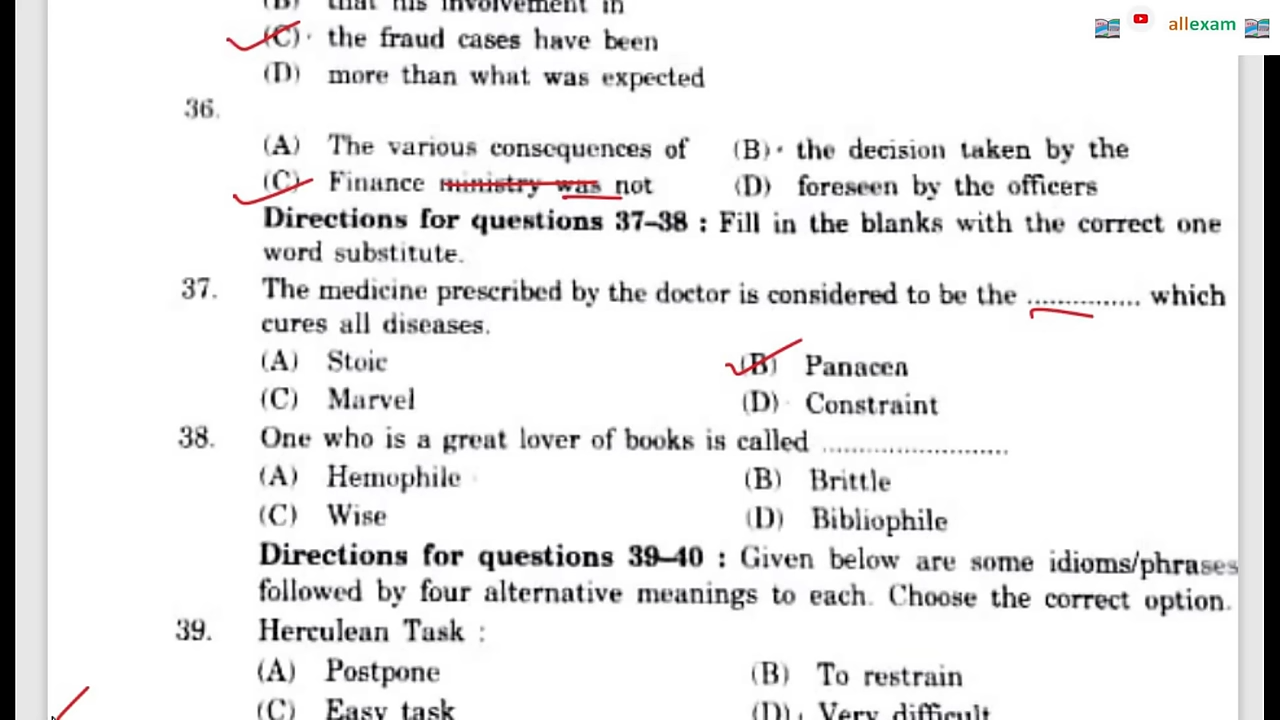 allexam
(B) that his involvement in
(C) the fraud cases have been
(D) more than what was expected
36.
(A) The various consequences of (B) the decision taken by the
(C) Finance ministry was not (D) foreseen by the officers
Directions for questions 37–38 : Fill in the blanks with the correct one
word substitute.
37. The medicine prescribed by the doctor is considered to be the ............... which
cures all diseases.
(A) Stoic (B) Panacea
(C) Marvel (D) Constraint
38. One who is a great lover of books is called .........................
(A) Hemophile (B) Brittle
(C) Wise (D) Bibliophile
Directions for questions 39–40 : Given below are some idioms/phrases
followed by four alternative meanings to each. Choose the correct option.
39. Herculean Task :
(A) Postpone (B) To restrain
(C) Easy task (D) Very difficult